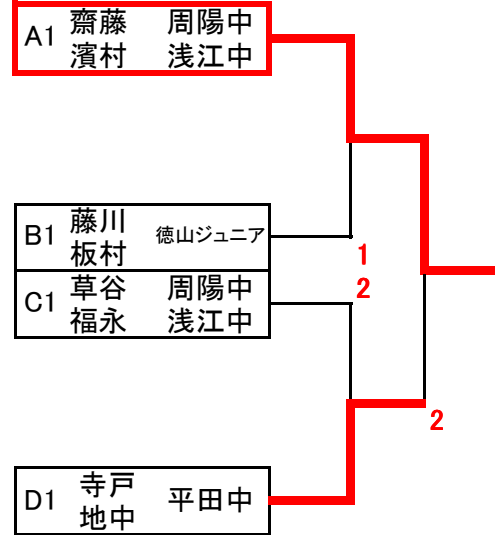 A1 齋藤 周陽中
濱村 浅江中
B1 藤川 徳山ジュニア
板村
1
C1 草谷 周陽中
福永 浅江中
2
2
D1 寺戸 平田中
地中